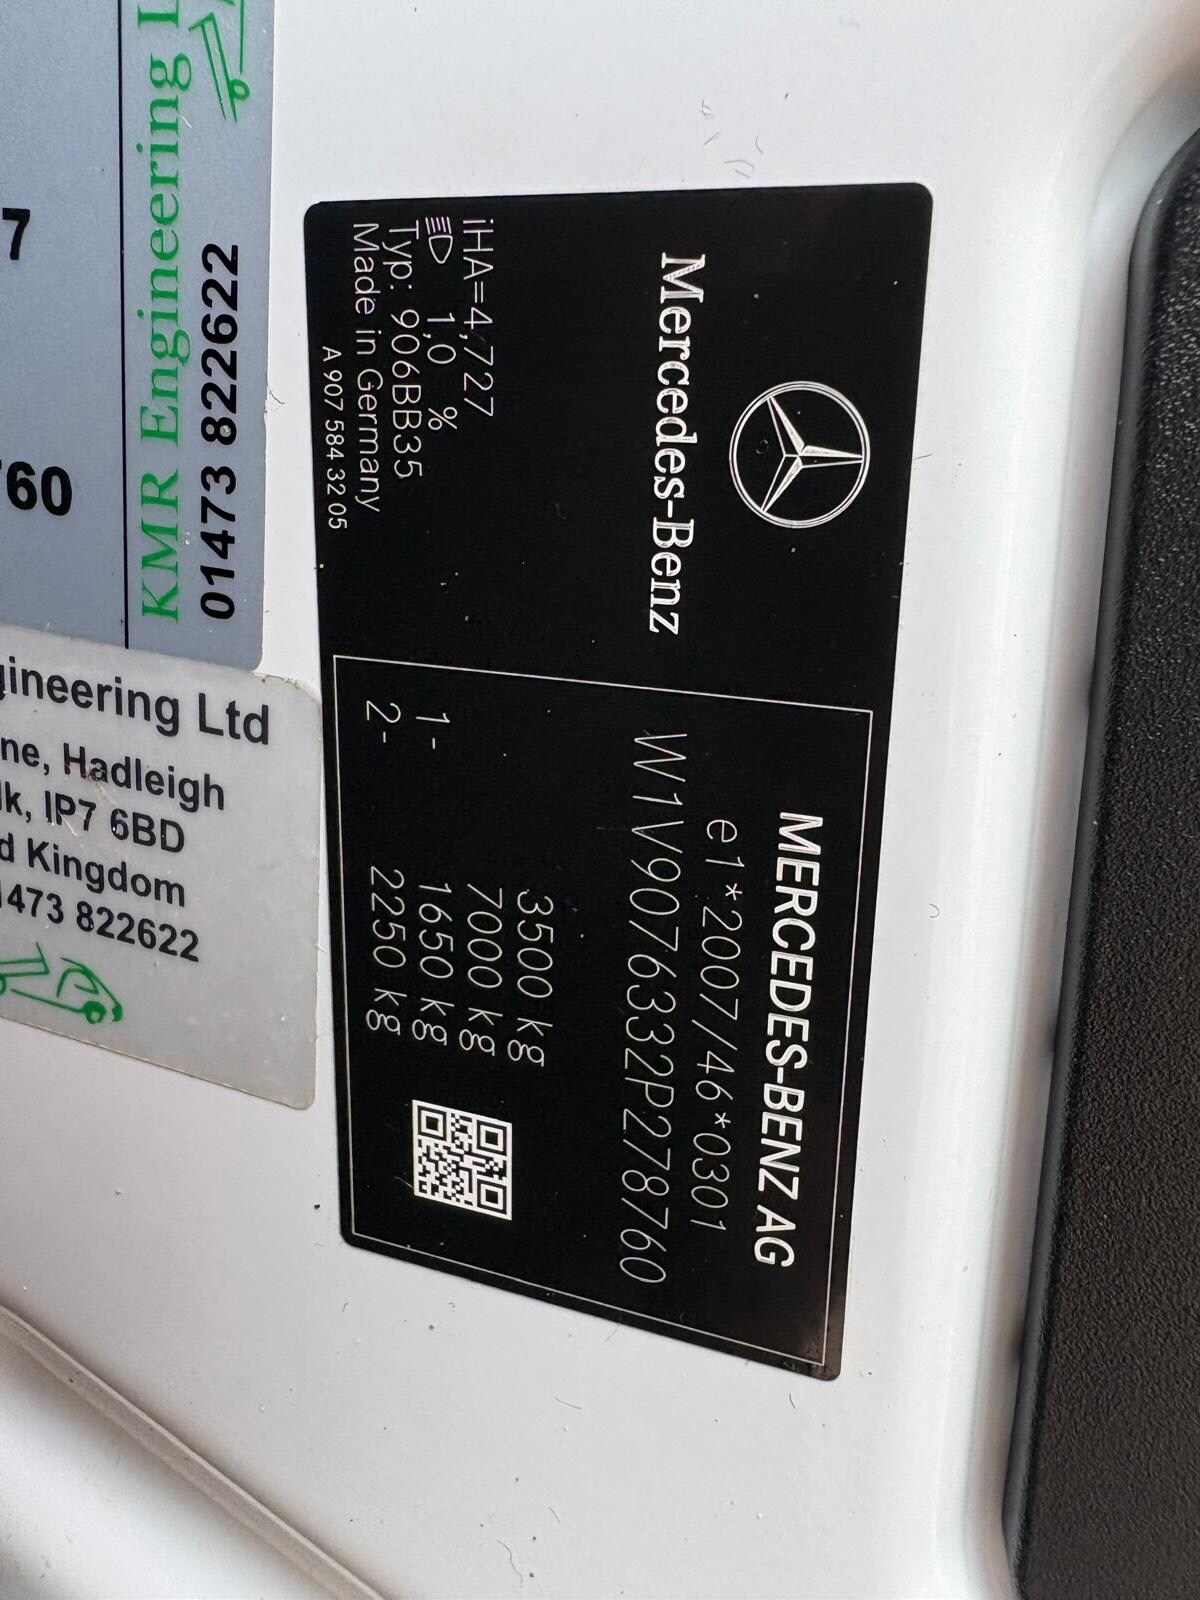 Mercedes-Benz
iHA=4,727
1,0 %
Typ: 906BB35
Made in Germany
A 907 584 32 05
MERCEDES-BENZ AG
e1*2007/46*0301
W1V9076332P278760
3500 kg
7000 kg
1- 1650 kg
2- 2250 kg
KMR Engineering
01473 822622
7
60
gineering Ltd
ne, Hadleigh
lk, IP7 6BD
d Kingdom
1473 822622